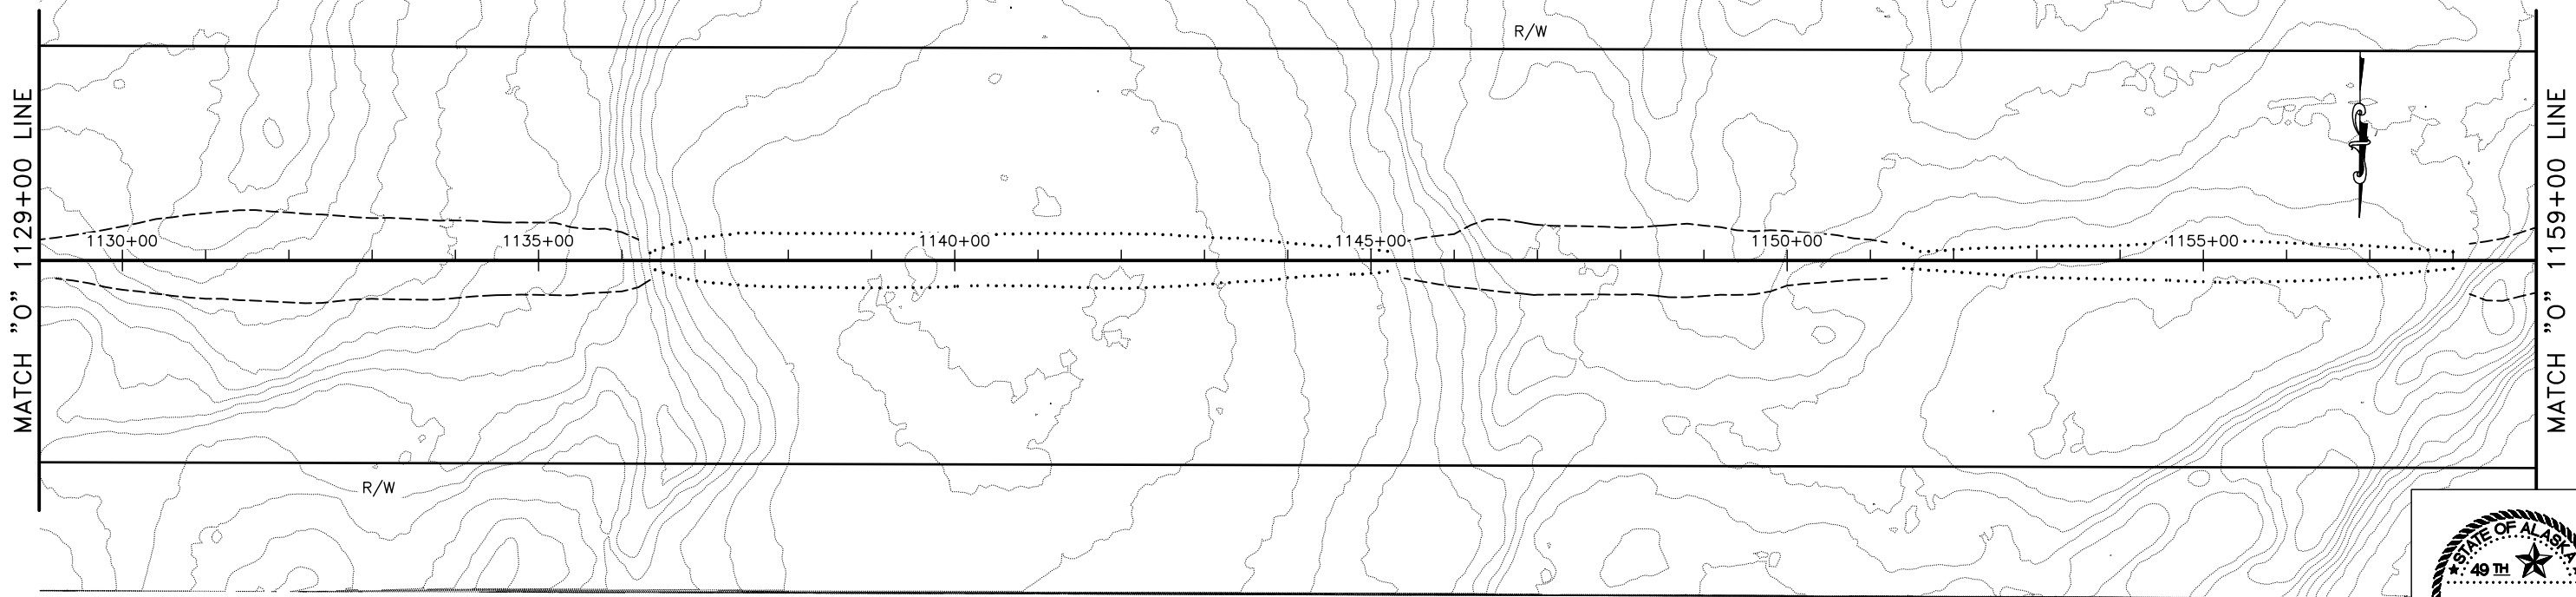 R/W
MATCH "O" 1129+00 LINE
1130+00
1135+00
1140+00
1145+00
1150+00
1155+00
MATCH "O" 1159+00 LINE
R/W
STATE OF ALASKA
49 TH